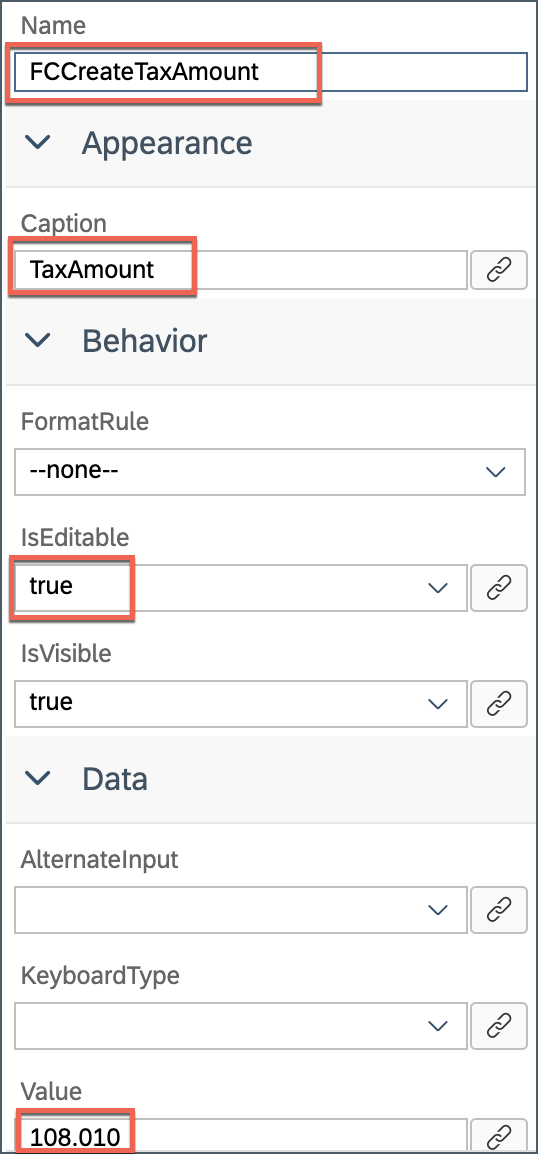 Name
FCCreateTaxAmount
Appearance
Caption
TaxAmount
Behavior
FormatRule
--none--
IsEditable
true
IsVisible
true
Data
AlternateInput
KeyboardType
Value
108.010